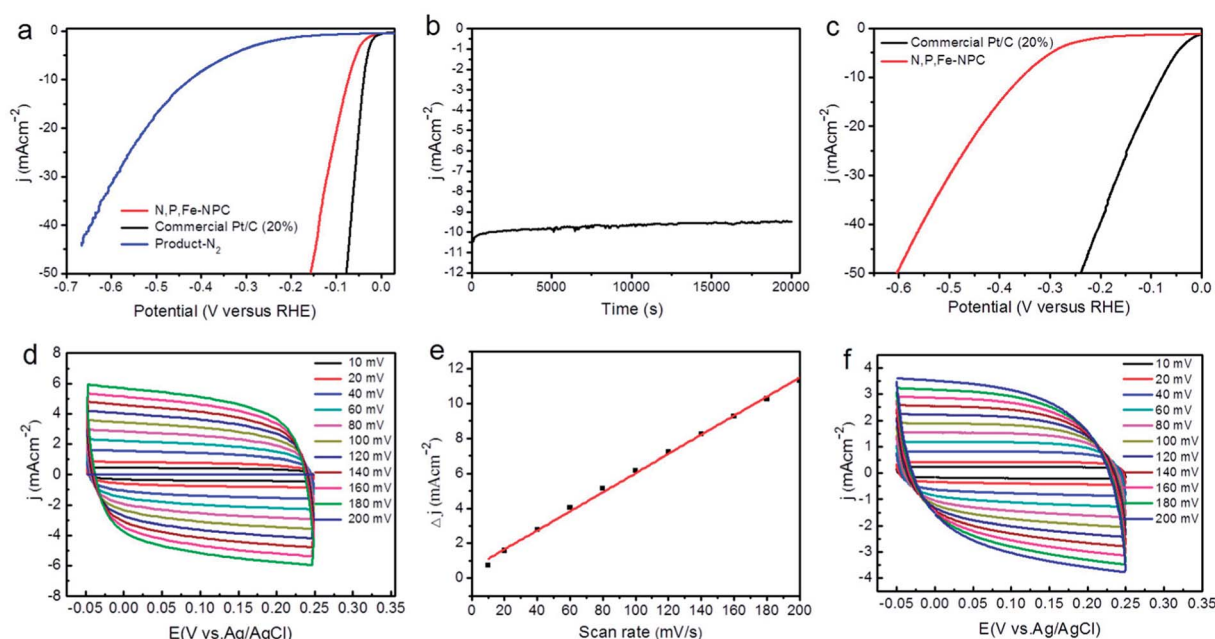 a
j (mAcm−2)
0
-10
-20
-30
-40
-50
N,P,Fe-NPC
Commercial Pt/C (20%)
Product-N2
-0.7 -0.6 -0.5 -0.4 -0.3 -0.2 -0.1 0.0
Potential (V versus RHE)
b
j (mAcm−2)
0
-1
-2
-3
-4
-5
-6
-7
-8
-9
-10
-11
-12
0 5000 10000 15000 20000
Time (s)
c
j (mAcm−2)
0
-10
-20
-30
-40
-50
Commercial Pt/C (20%)
N,P,Fe-NPC
-0.6 -0.5 -0.4 -0.3 -0.2 -0.1 0.0
Potential (V versus RHE)
d
j (mAcm−2)
8
6
4
2
0
-2
-4
-6
-8
10 mV
20 mV
40 mV
60 mV
80 mV
100 mV
120 mV
140 mV
160 mV
180 mV
200 mV
-0.05 0.00 0.05 0.10 0.15 0.20 0.25 0.30 0.35
E(V vs.Ag/AgCl)
e
△j (mAcm−2)
12
10
8
6
4
2
0
0 20 40 60 80 100 120 140 160 180 200
Scan rate (mV/s)
f
j (mAcm−2)
4
3
2
1
0
-1
-2
-3
-4
10 mV
20 mV
40 mV
60 mV
80 mV
100 mV
120 mV
140 mV
160 mV
180 mV
200 mV
-0.05 0.00 0.05 0.10 0.15 0.20 0.25 0.30 0.35
E(V vs.Ag/AgCl)